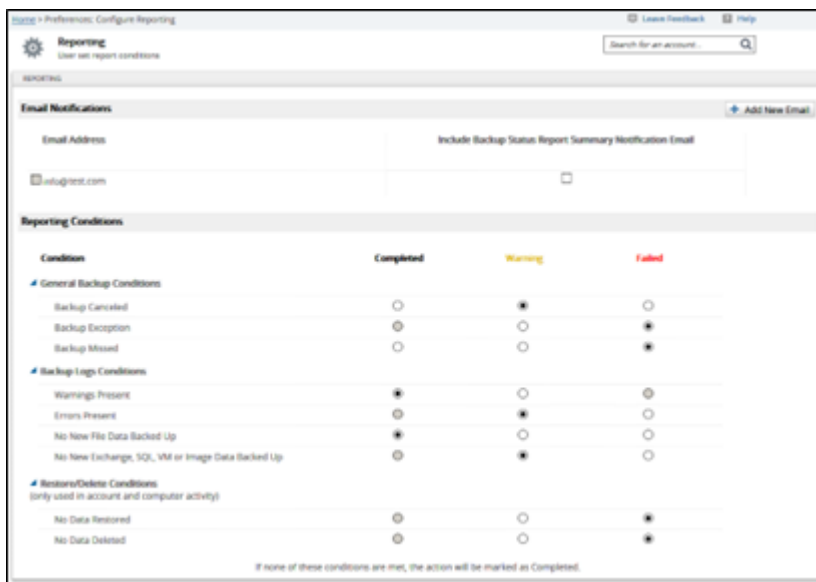 Home > Preferences: Configure Reporting
Leave Feedback
Help
Reporting
User set report conditions
Search for an account...
REPORTING
Email Notifications
Add New Email
Email Address
Include Backup Status Report Summary Notification Email
info@test.com
Reporting Conditions
Condition Completed Warning Failed
General Backup Conditions
Backup Canceled
Backup Exception
Backup Missed
Backup Logs Conditions
Warnings Present
Errors Present
No New File Data Backed Up
No New Exchange, SQL, VM or Image Data Backed Up
Restore/Delete Conditions
(only used in account and computer activity)
No Data Restored
No Data Deleted
If none of these conditions are met, the action will be marked as Completed.